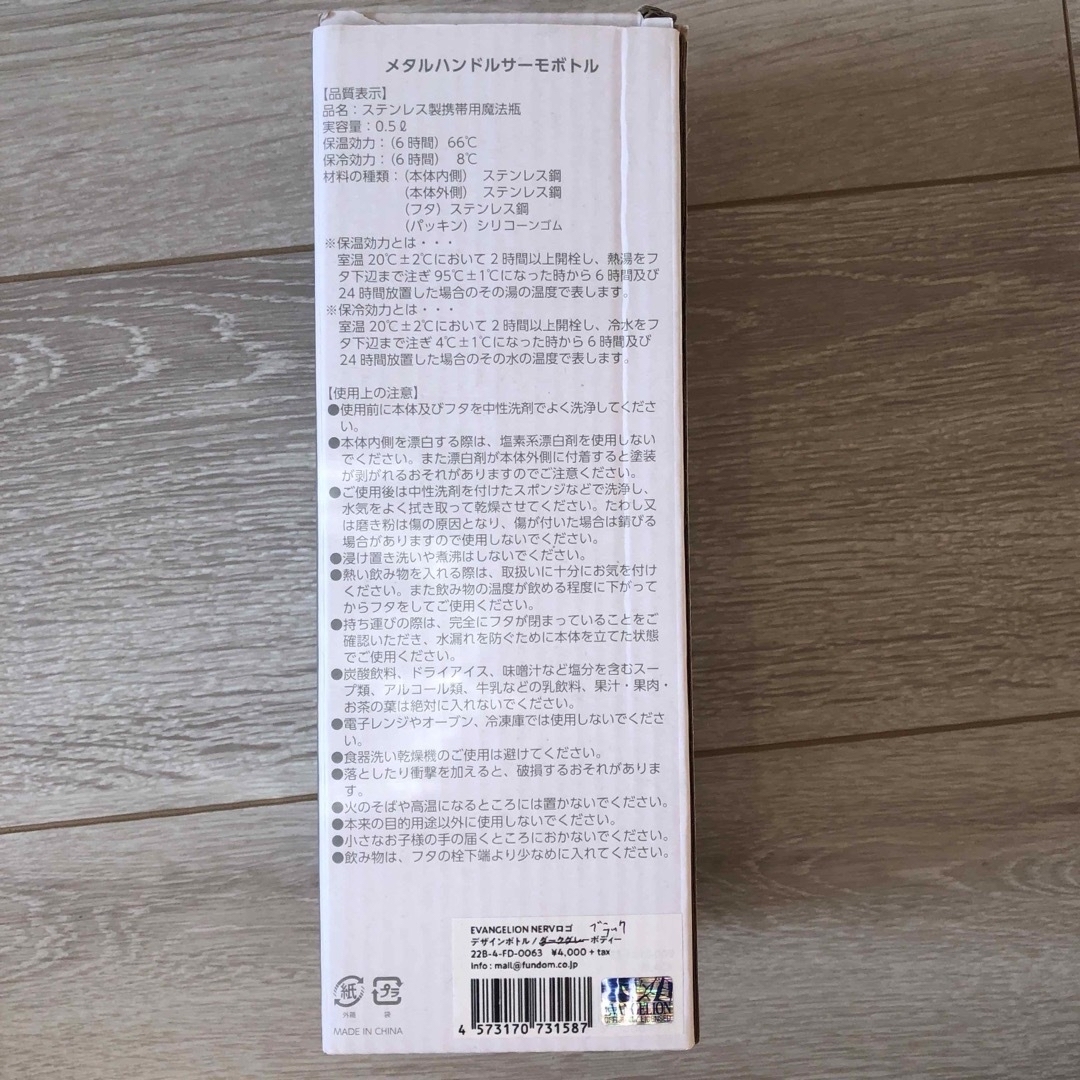 メタルハンドルサーモボトル
【品質表示】
品名：ステンレス製携帯用魔法瓶
実容量：0.5ℓ
保温効力：（6時間）66℃
保冷効力：（6時間） 8℃
材料の種類：（本体内側） ステンレス鋼
（本体外側） ステンレス鋼
（フタ）ステンレス鋼
（パッキン）シリコーンゴム
※保温効力とは・・・
室温20℃±2℃において2時間以上開栓し、熱湯をフ
タ下辺まで注ぎ95℃±1℃になった時から6時間及び
24時間放置した場合のその湯の温度で表します。
※保冷効力とは・・・
室温20℃±2℃において2時間以上開栓し、冷水をフ
タ下辺まで注ぎ4℃±1℃になった時から6時間及び
24時間放置した場合のその水の温度で表します。
【使用上の注意】
●使用前に本体及びフタを中性洗剤でよく洗浄してくださ
い。
●本体内側を漂白する際は、塩素系漂白剤を使用しない
でください。また漂白剤が本体外側に付着すると塗装
が剥がれるおそれがありますのでご注意ください。
●ご使用後は中性洗剤を付けたスポンジなどで洗浄し、
水気をよく拭き取って乾燥させてください。たわし又
は磨き粉は傷の原因となり、傷が付いた場合は錆びる
場合がありますので使用しないでください。
●浸け置き洗いや煮沸はしないでください。
●熱い飲み物を入れる際は、取扱いに十分にお気を付け
ください。また飲み物の温度が飲める程度に下がって
からフタをしてご使用ください。
●持ち運びの際は、完全にフタが閉まっていることをご
確認いただき、水漏れを防ぐために本体を立てた状態
でご使用ください。
●炭酸飲料、ドライアイス、味噌汁など塩分を含むスー
プ類、アルコール類、牛乳などの乳飲料、果汁・果肉・
お茶の葉は絶対に入れないでください。
●電子レンジやオーブン、冷凍庫では使用しないでくださ
い。
●食器洗い乾燥機のご使用は避けてください。
●落としたり衝撃を加えると、破損するおそれがありま
す。
●火のそばや高温になるところには置かないでください。
●本来の目的用途以外に使用しないでください。
●小さなお子様の手の届くところにおかないでください。
●飲み物は、フタの栓下端より少なめに入れてください。
EVANGELION NERVロゴ ブラック
デザインボトル/ダークグレーボディー
22B-4-FD-0063 ¥4,000 + tax
info : mail@fundom.co.jp
紙 プラ
外箱 袋
MADE IN CHINA
4 573170 731587
EVANGELION